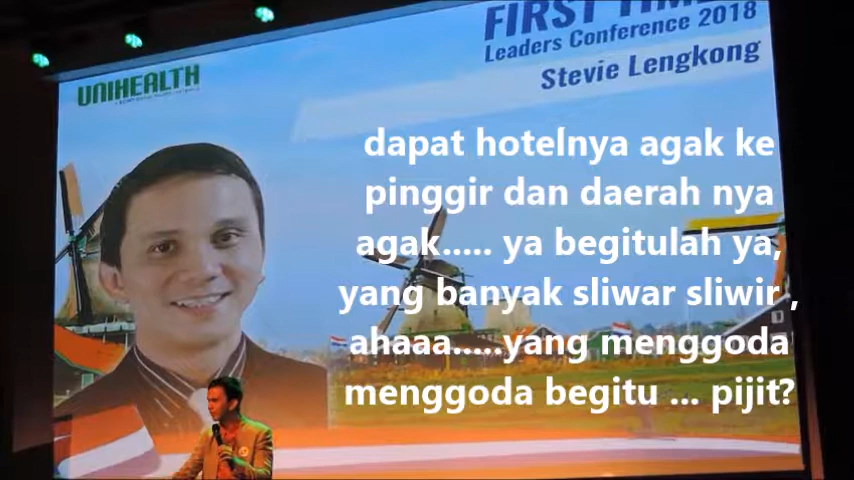 FIRST TIM
Leaders Conference 2018
Stevie Lengkong
UNIHEALTH
dapat hotelnya agak ke
pinggir dan daerah nya
agak..... ya begitulah ya,
yang banyak sliwar sliwir ,
ahaaa.....yang menggoda
menggoda begitu ... pijit?